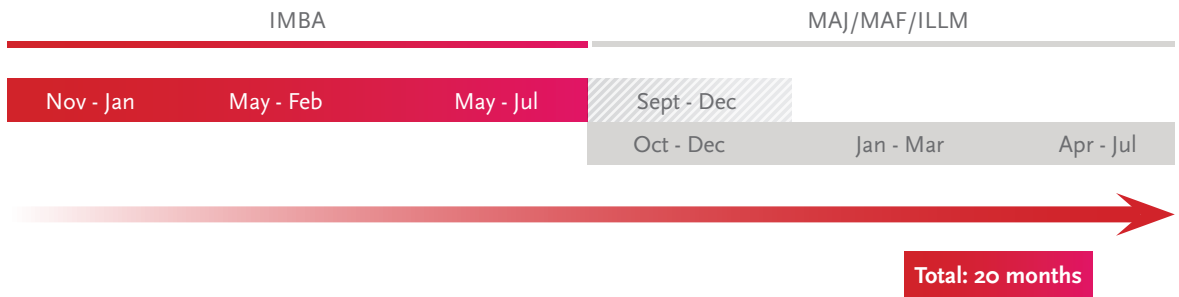 IMBA MAJ/MAF/ILLM
Nov - Jan May - Feb May - Jul Sept - Dec
Oct - Dec Jan - Mar Apr - Jul
Total: 20 months